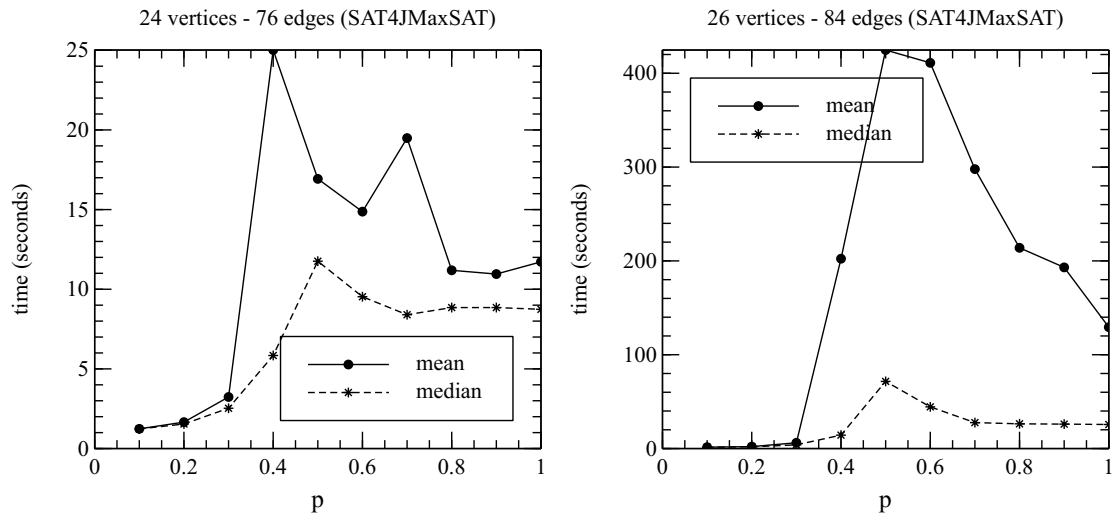 24 vertices - 76 edges (SAT4JMaxSAT)
25
20
15
10
5
0
time (seconds)
mean
median
0 0.2 0.4 0.6 0.8 1
p
26 vertices - 84 edges (SAT4JMaxSAT)
400
300
200
100
0
time (seconds)
mean
median
0 0.2 0.4 0.6 0.8 1
p